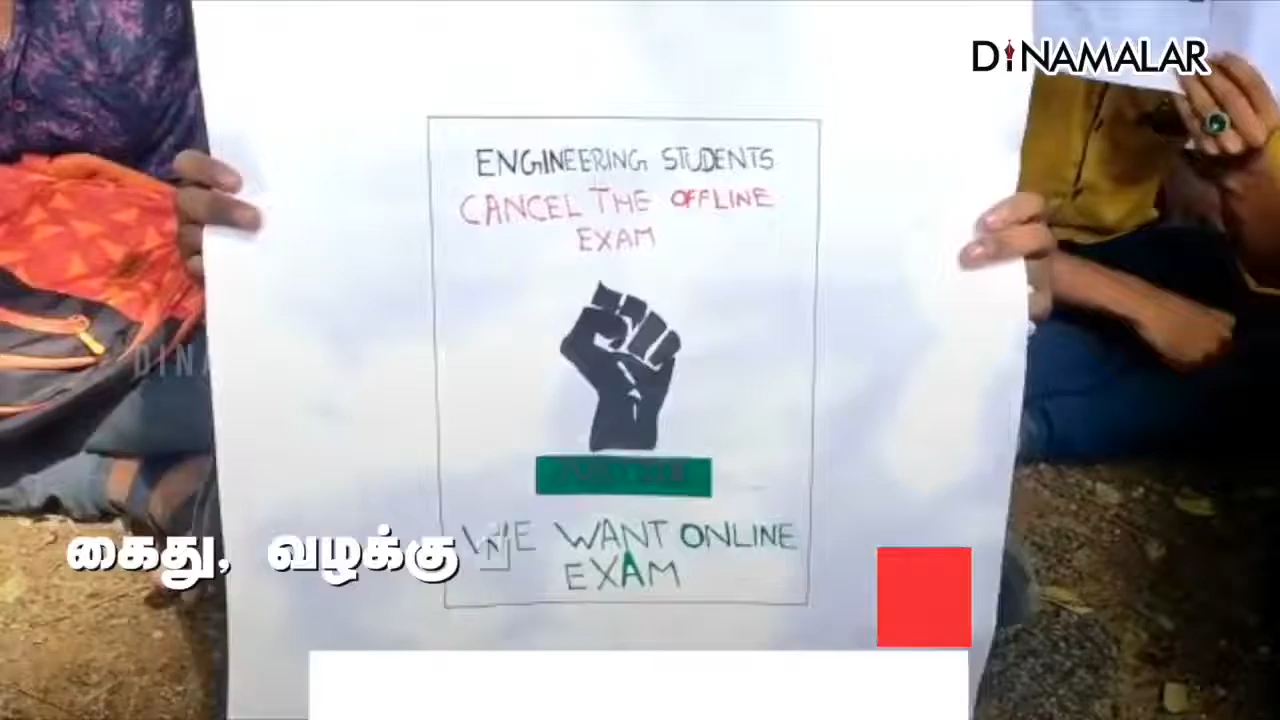 DINAMALAR
ENGINEERING STUDENTS
CANCEL THE OFFLINE
EXAM
WE WANT ONLINE
EXAM
கைது, வழக்கு